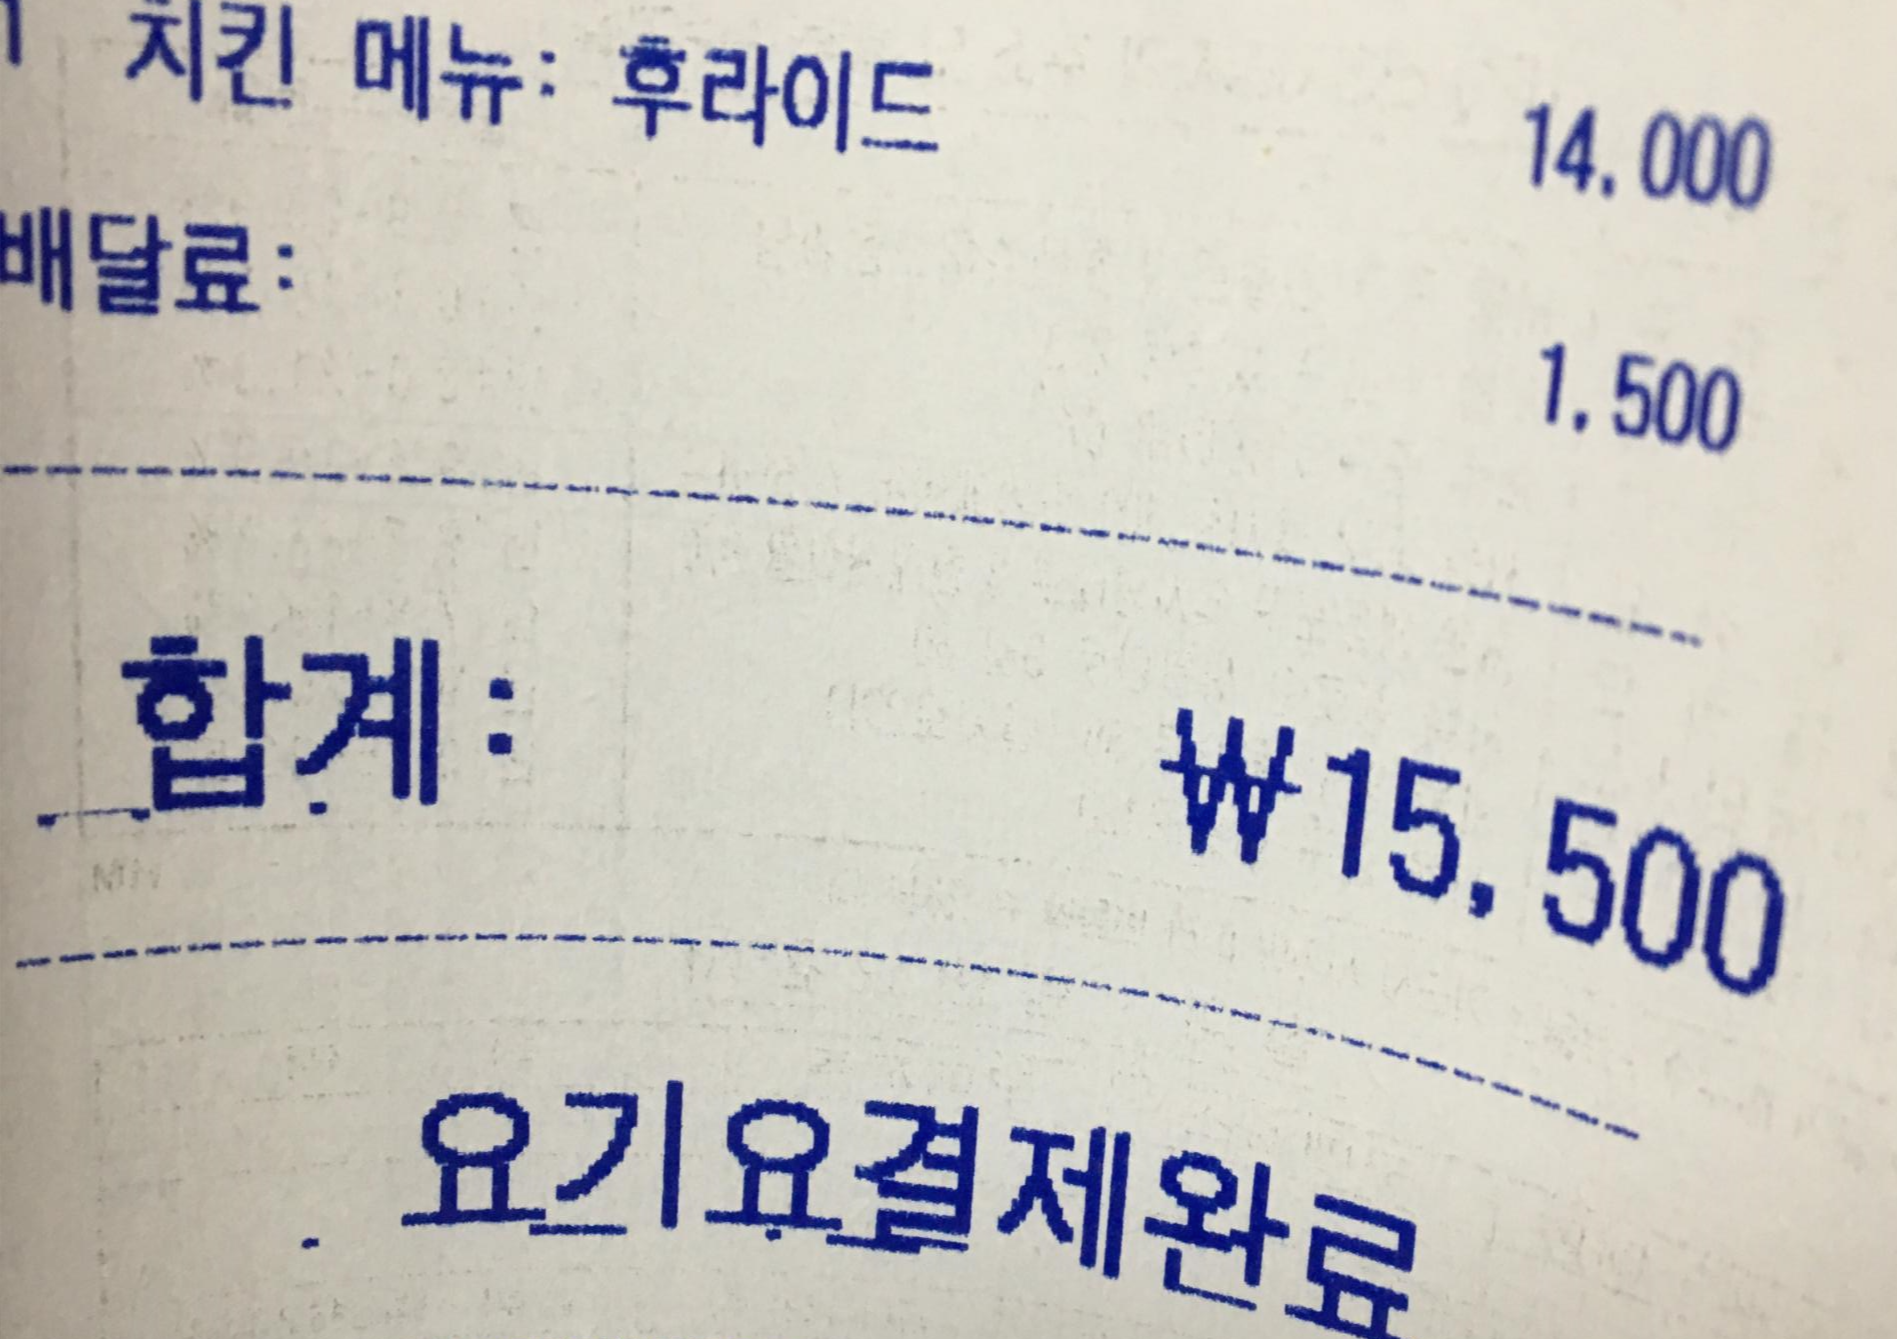 1 치킨 메뉴: 후라이드 14,000
배달료: 1,500
합계: ₩15,500
요기요결제완료